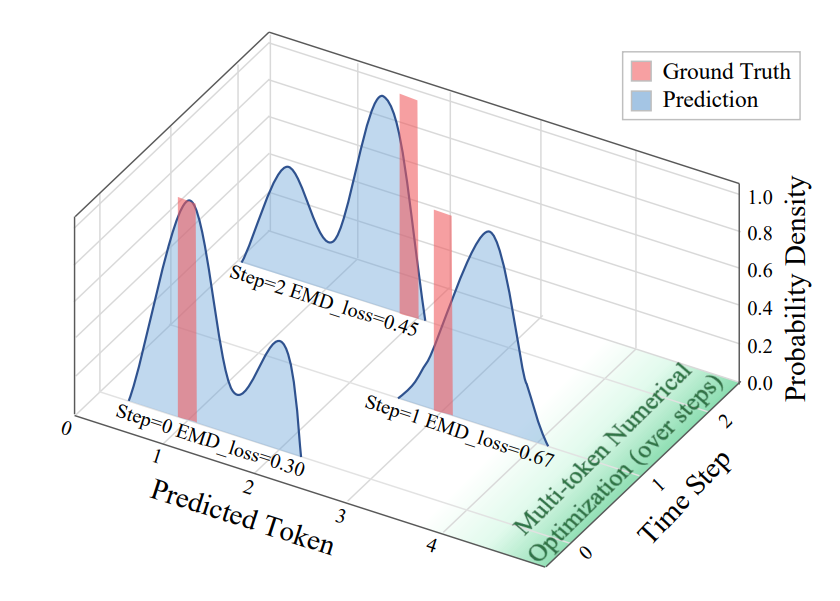 Ground Truth
Prediction
1.0
0.8
0.6
0.4
0.2
0.0
Probability Density
Step=2 EMD_loss=0.45
Step=1 EMD_loss=0.67
Step=0 EMD_loss=0.30
Multi-token Numerical
Optimization (over steps)
0
1
2
3
4
Predicted Token
0
1
2
Time Step